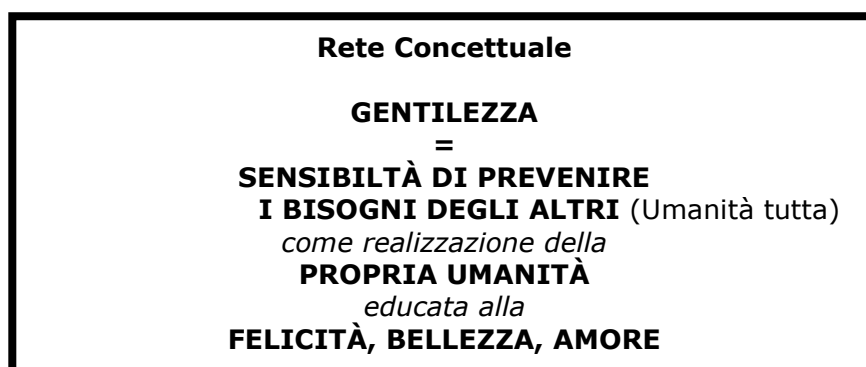 Rete Concettuale
GENTILEZZA
=
SENSIBILTÀ DI PREVENIRE
I BISOGNI DEGLI ALTRI (Umanità tutta)
come realizzazione della
PROPRIA UMANITÀ
educata alla
FELICITÀ, BELLEZZA, AMORE